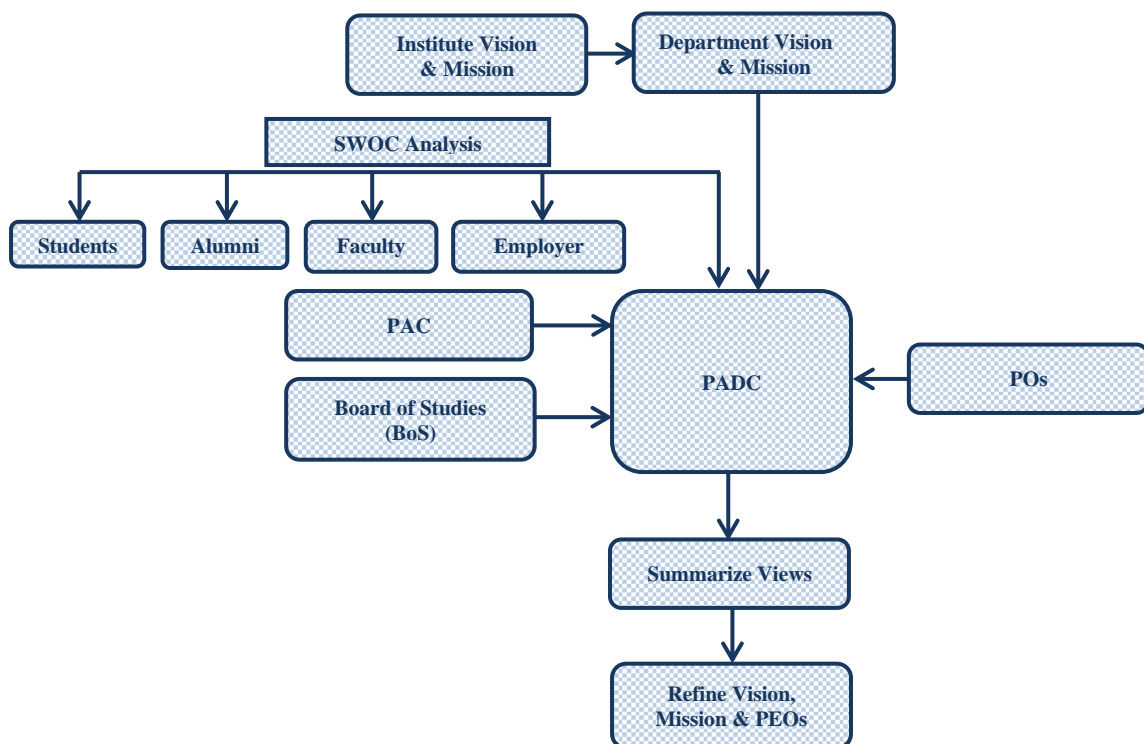 Institute Vision
& Mission
Department Vision
& Mission
SWOC Analysis
Students
Alumni
Faculty
Employer
PAC
PADC
POs
Board of Studies
(BoS)
Summarize Views
Refine Vision,
Mission & PEOs